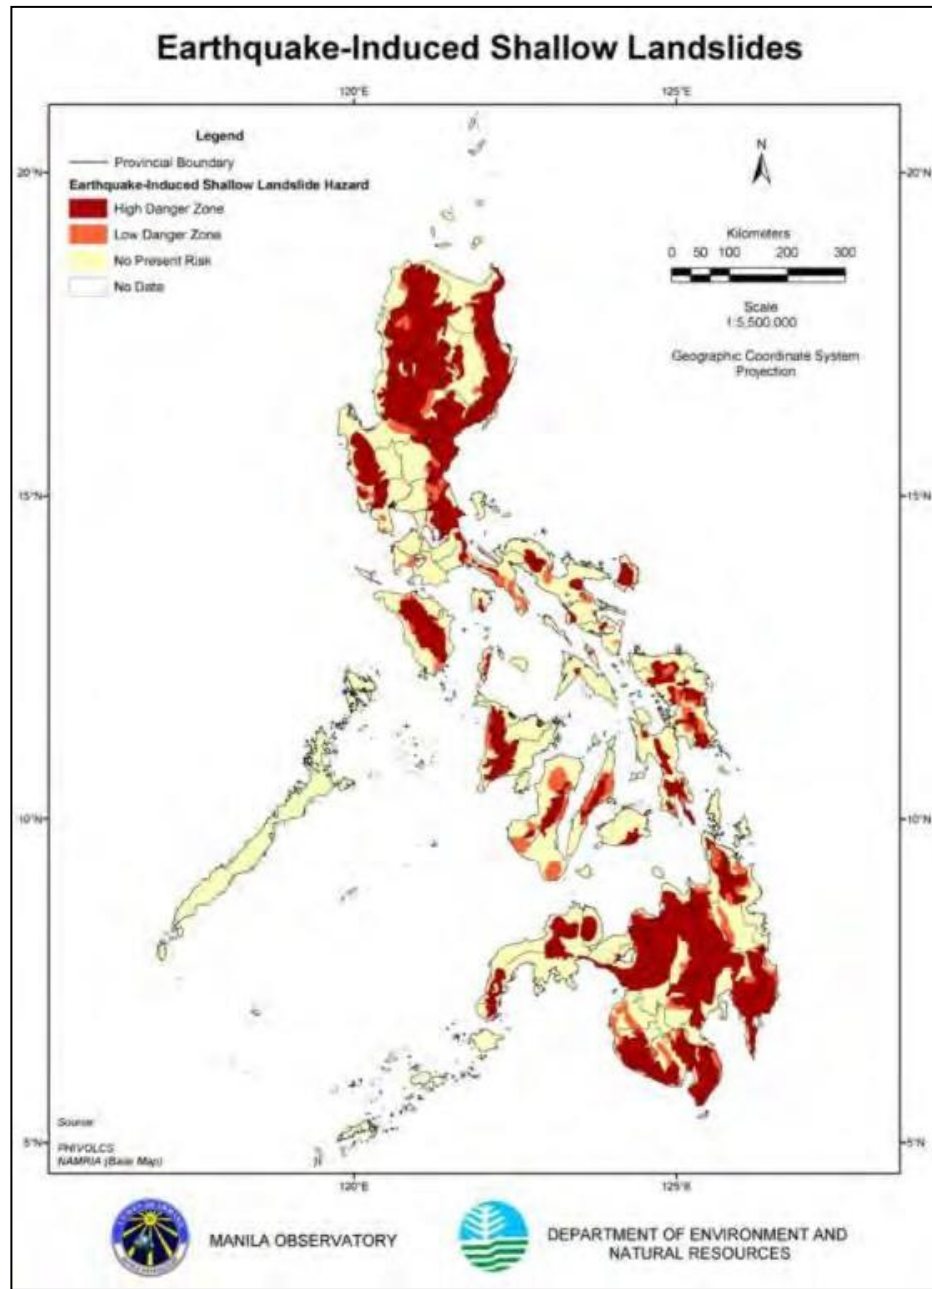 Earthquake-Induced Shallow Landslides
120°E 125°E
Legend
Provincial Boundary
Earthquake-Induced Shallow Landslide Hazard
High Danger Zone
Low Danger Zone
No Present Risk
No Data
N
Kilometers
0 50 100 200 300
Scale
1:5,500,000
Geographic Coordinate System
Projection
20°N 20°N
15°N 15°N
10°N 10°N
5°N 5°N
Source:
PHIVOLCS
NAMRIA (Base Map)
120°E 125°E
MANILA OBSERVATORY
DEPARTMENT OF ENVIRONMENT AND
NATURAL RESOURCES